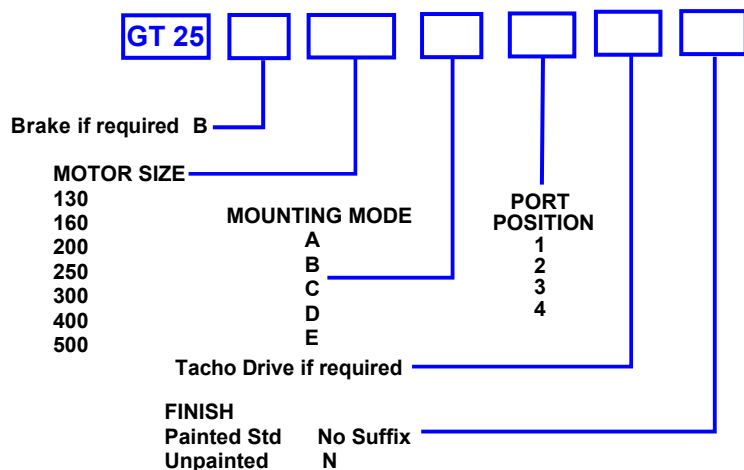 GT 25
Brake if required B
MOTOR SIZE
130
160
200
250
300
400
500
MOUNTING MODE
A
B
C
D
E
PORT
POSITION
1
2
3
4
Tacho Drive if required
FINISH
Painted Std No Suffix
Unpainted N